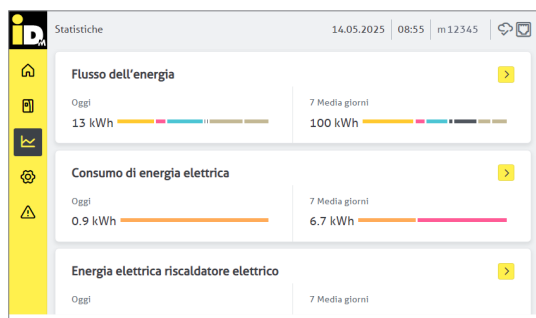 iDM
Statistiche 14.05.2025 08:55 m12345
Flusso dell'energia
Oggi 7 Media giorni
13 kWh 100 kWh
Consumo di energia elettrica
Oggi 7 Media giorni
0.9 kWh 6.7 kWh
Energia elettrica riscaldatore elettrico
Oggi 7 Media giorni